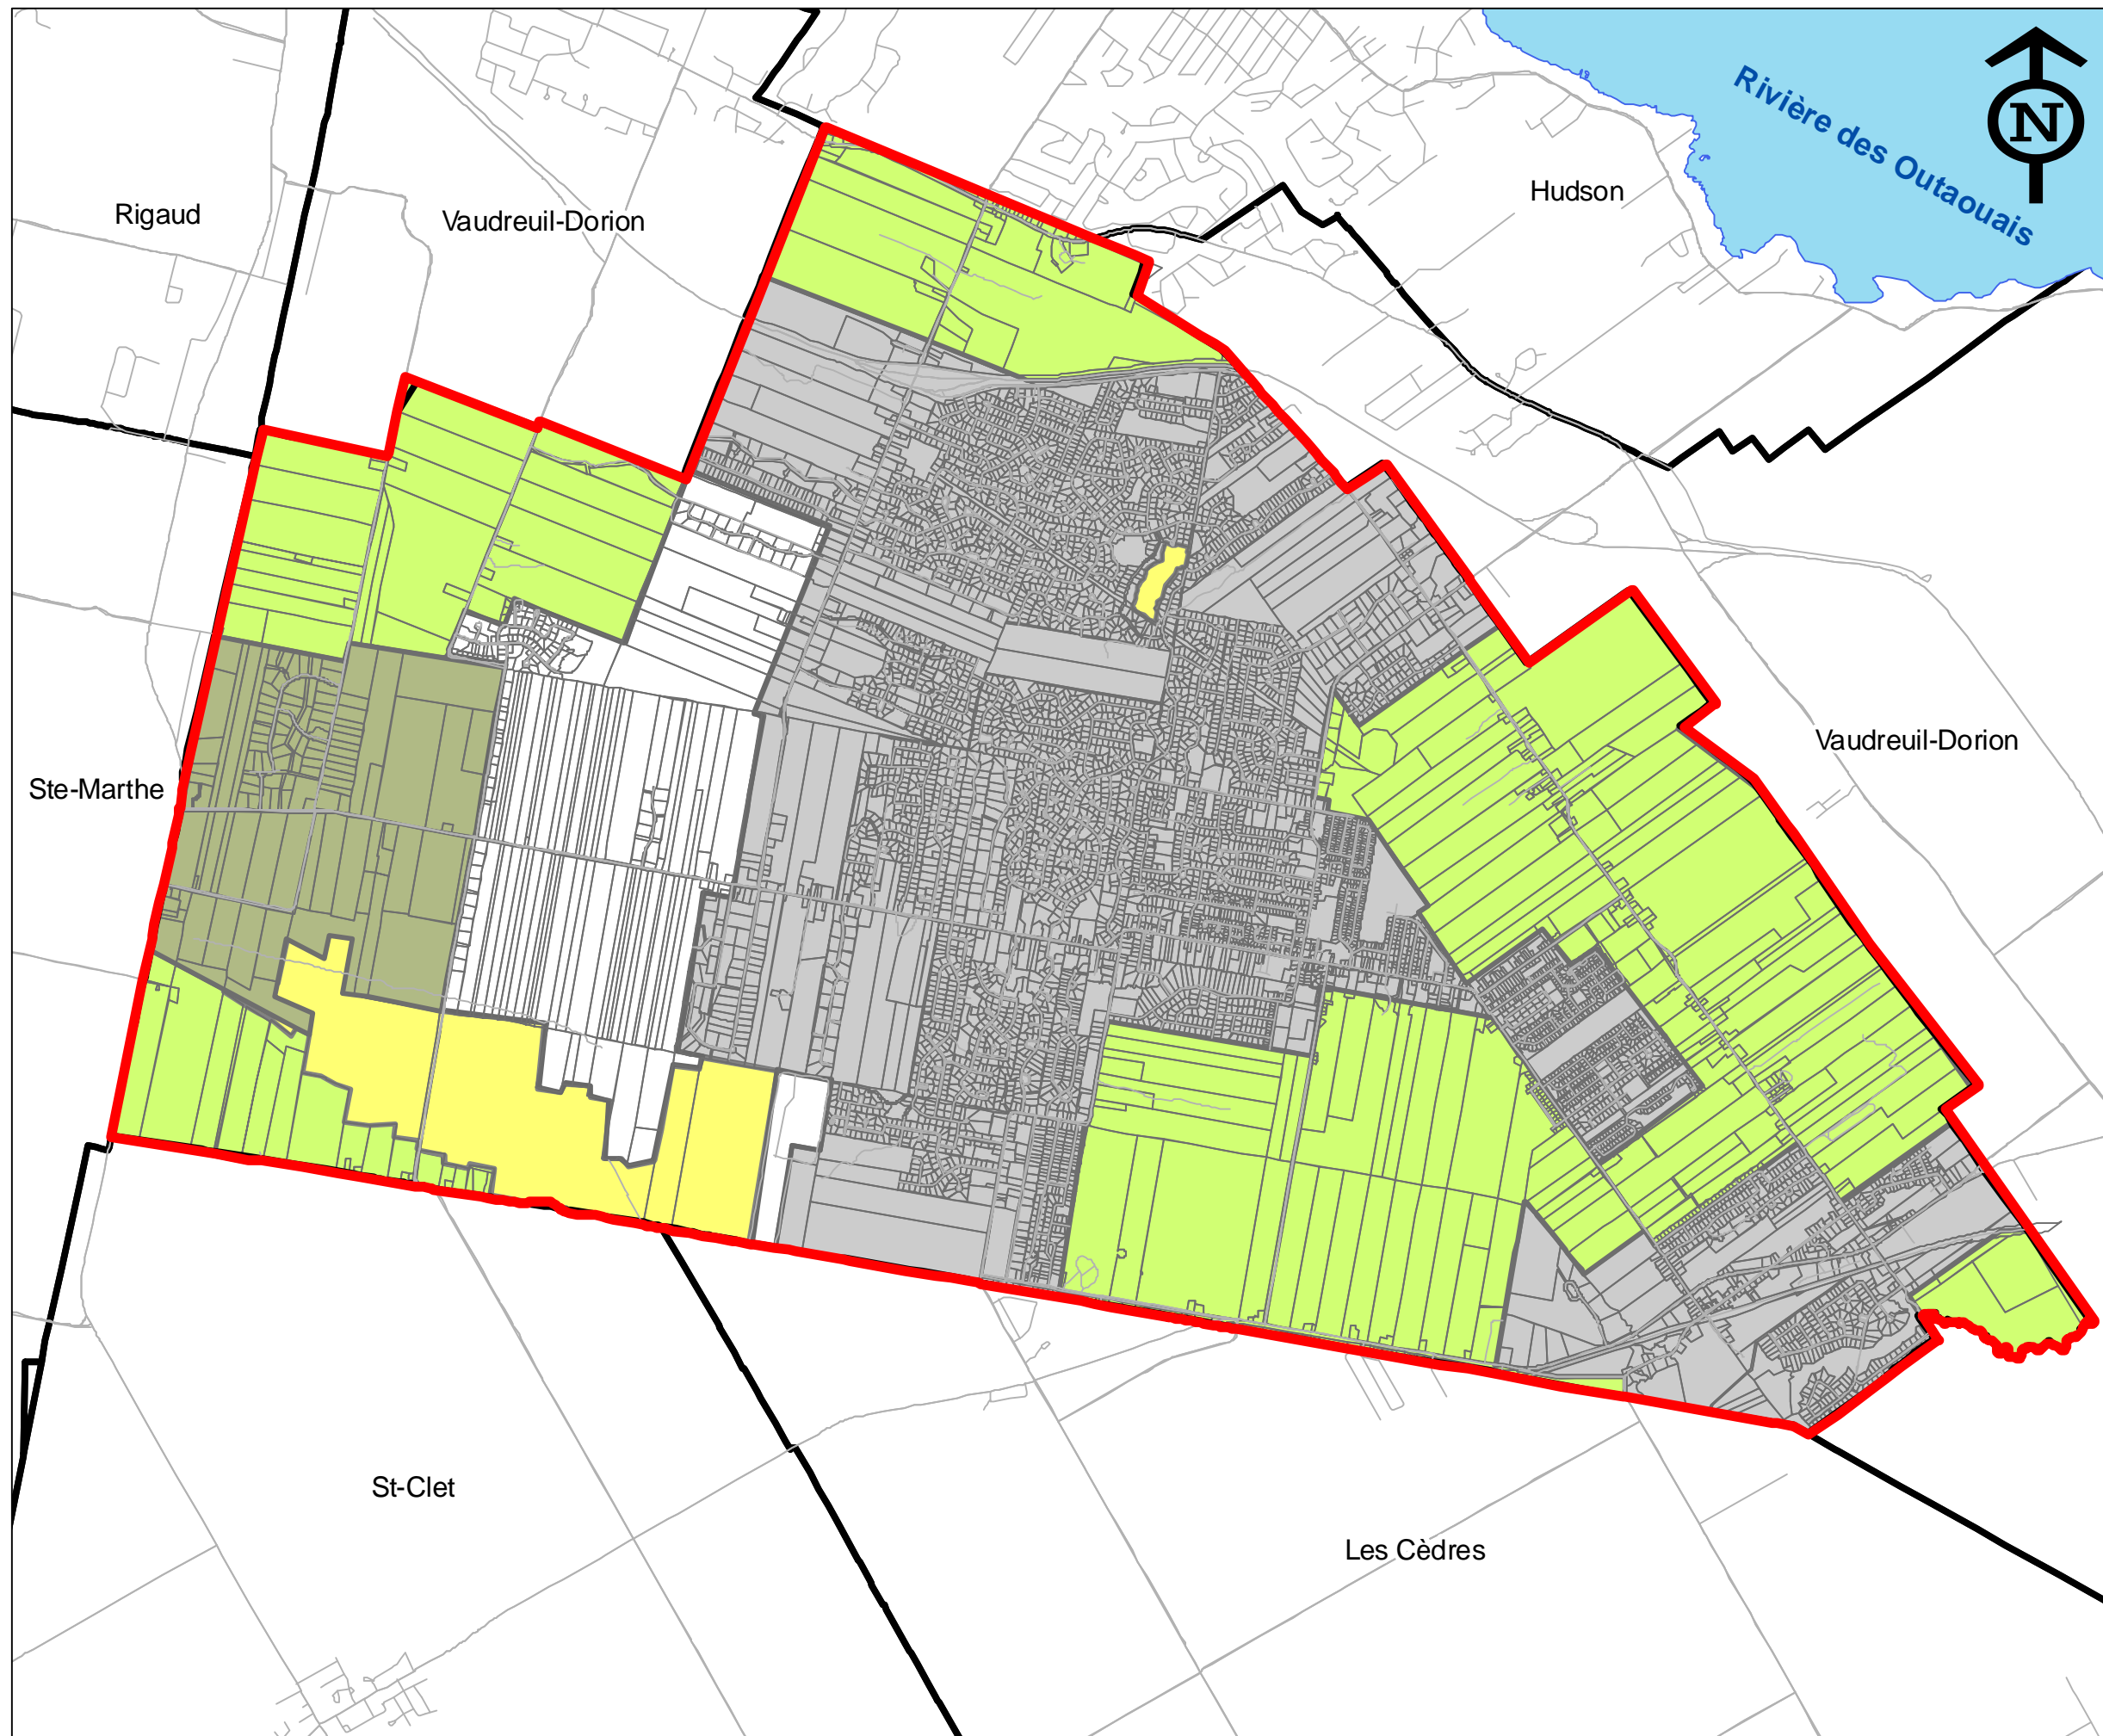 Rivière des Outaouais
N
Hudson
Rigaud
Vaudreuil-Dorion
Vaudreuil-Dorion
Ste-Marthe
St-Clet
Les Cèdres